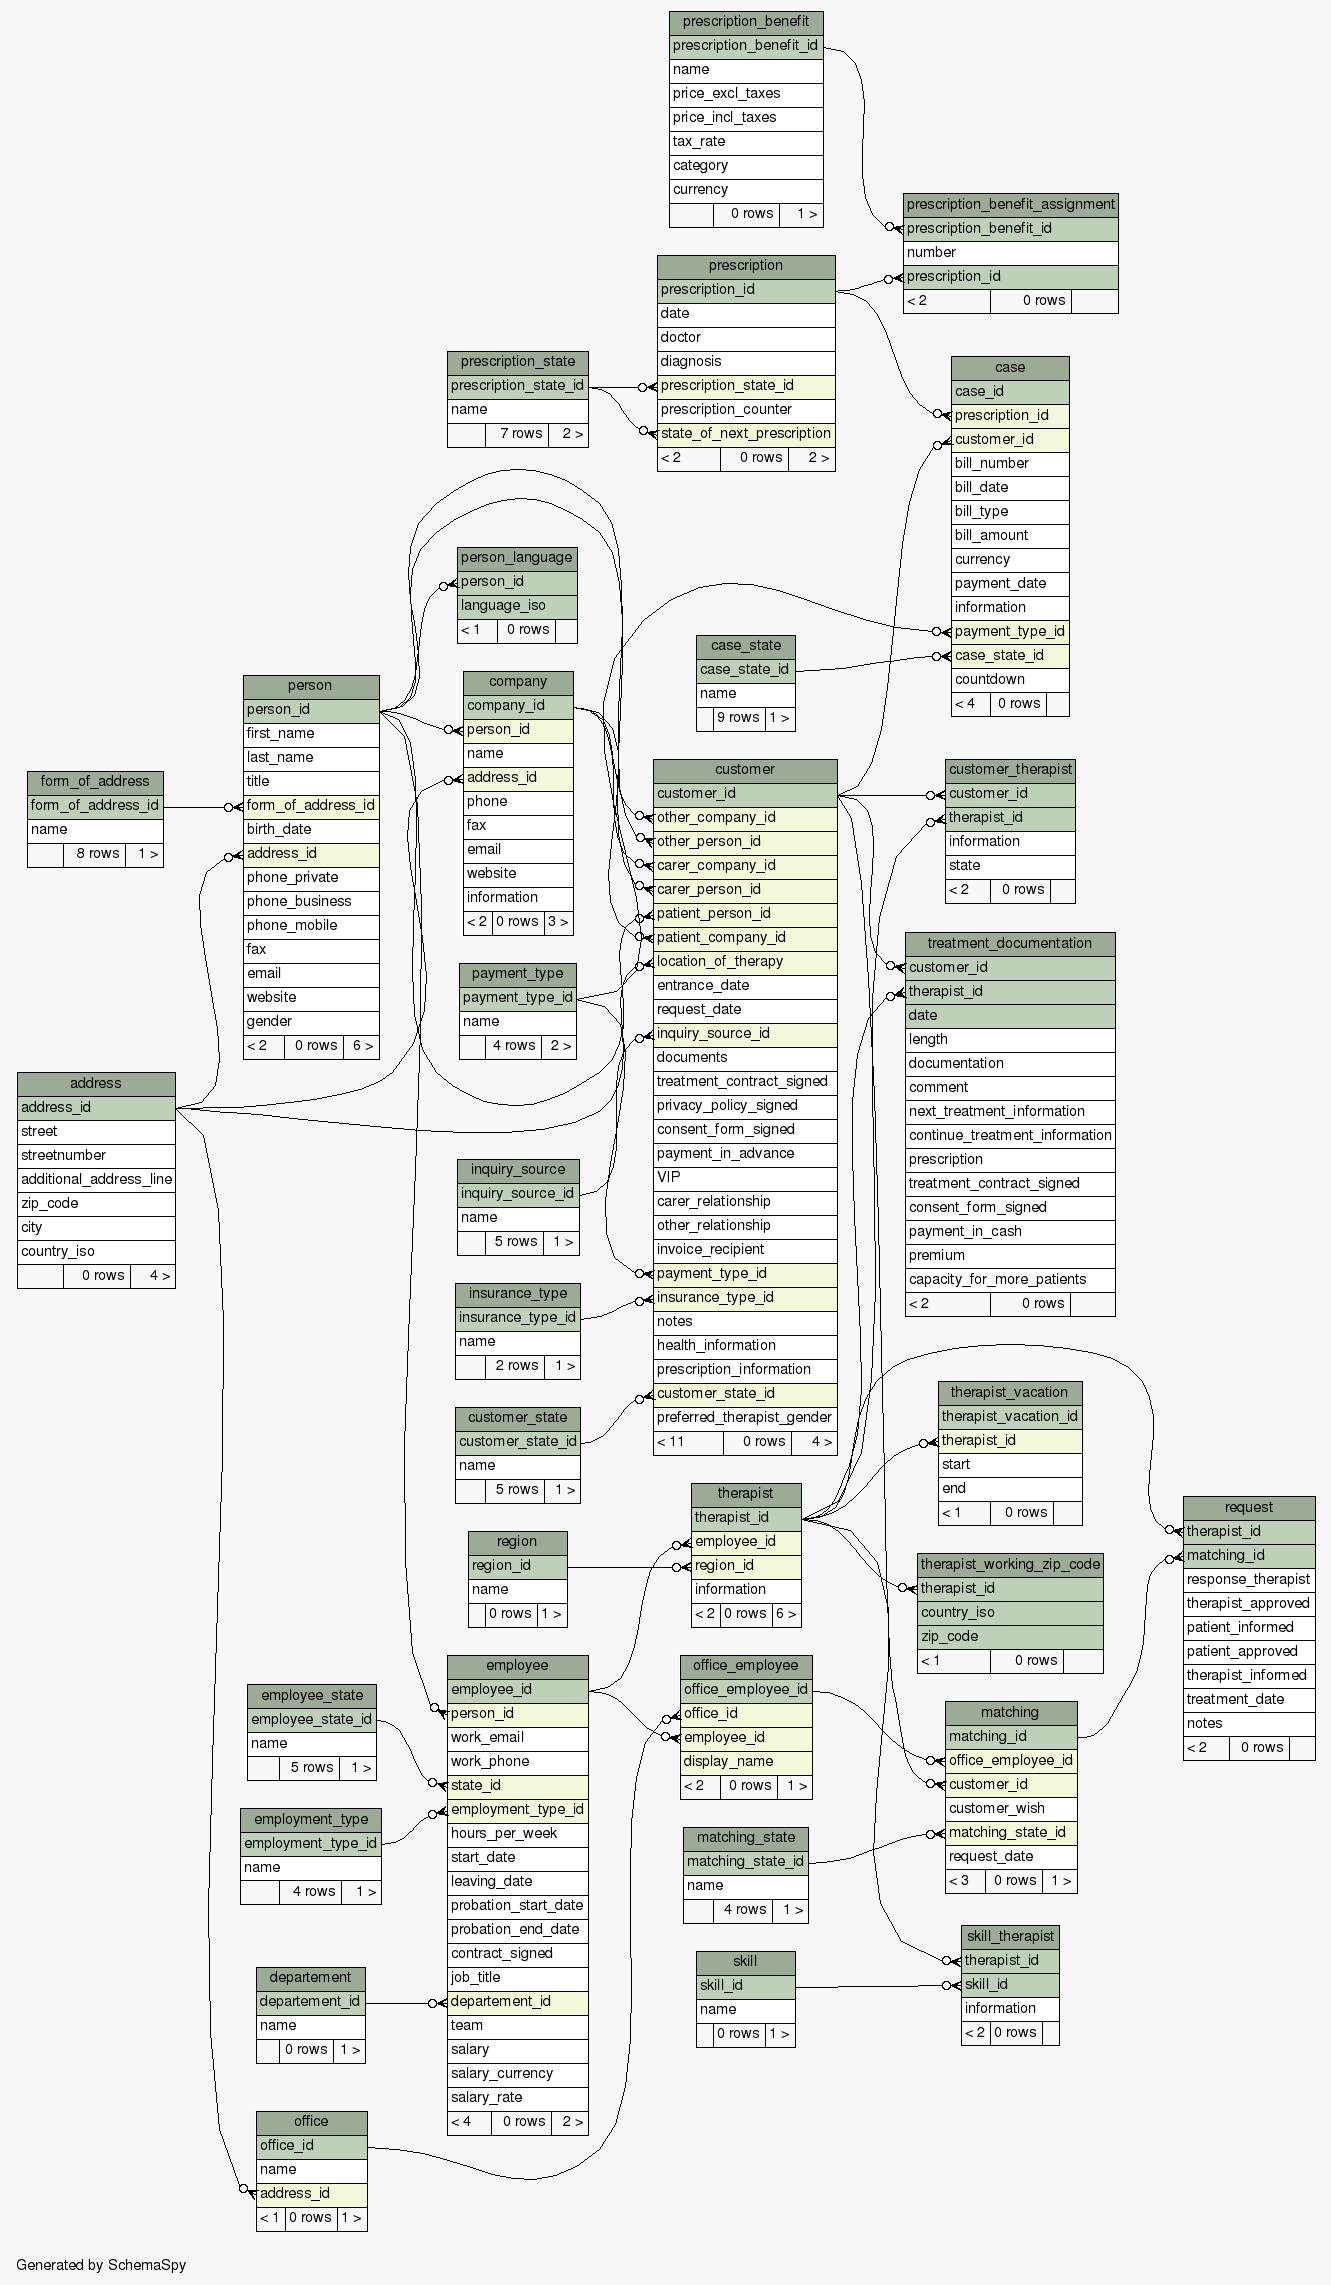 prescription_benefit
prescription_benefit_id
name
price_excl_taxes
price_incl_taxes
tax_rate
category
currency
0 rows 1 >
prescription_benefit_assignment
prescription_benefit_id
number
prescription_id
< 2 0 rows
prescription
prescription_id
date
doctor
diagnosis
prescription_state_id
prescription_counter
state_of_next_prescription
< 2 0 rows 2 >
prescription_state
prescription_state_id
name
7 rows 2 >
case
case_id
prescription_id
customer_id
bill_number
bill_date
bill_type
bill_amount
currency
payment_date
information
payment_type_id
case_state_id
countdown
< 4 0 rows
person_language
person_id
language_iso
< 1 0 rows
case_state
case_state_id
name
9 rows 1 >
person
person_id
first_name
last_name
title
form_of_address_id
birth_date
address_id
phone_private
phone_business
phone_mobile
fax
email
website
gender
< 2 0 rows 6 >
company
company_id
person_id
name
address_id
phone
fax
email
website
information
< 2 0 rows 3 >
form_of_address
form_of_address_id
name
8 rows 1 >
customer
customer_id
other_company_id
other_person_id
carer_company_id
carer_person_id
patient_person_id
patient_company_id
location_of_therapy
entrance_date
request_date
inquiry_source_id
documents
treatment_contract_signed
privacy_policy_signed
consent_form_signed
payment_in_advance
VIP
carer_relationship
other_relationship
invoice_recipient
payment_type_id
insurance_type_id
notes
health_information
prescription_information
customer_state_id
preferred_therapist_gender
< 11 0 rows 4 >
customer_therapist
customer_id
therapist_id
information
state
< 2 0 rows
treatment_documentation
customer_id
therapist_id
date
length
documentation
comment
next_treatment_information
continue_treatment_information
prescription
treatment_contract_signed
consent_form_signed
payment_in_cash
premium
capacity_for_more_patients
< 2 0 rows
payment_type
payment_type_id
name
4 rows 2 >
address
address_id
street
streetnumber
additional_address_line
zip_code
city
country_iso
0 rows 4 >
inquiry_source
inquiry_source_id
name
5 rows 1 >
insurance_type
insurance_type_id
name
2 rows 1 >
customer_state
customer_state_id
name
5 rows 1 >
therapist_vacation
therapist_vacation_id
therapist_id
start
end
< 1 0 rows
therapist
therapist_id
employee_id
region_id
information
< 2 0 rows 6 >
request
therapist_id
matching_id
response_therapist
therapist_approved
patient_informed
patient_approved
therapist_informed
treatment_date
notes
< 2 0 rows
region
region_id
name
0 rows 1 >
therapist_working_zip_code
therapist_id
country_iso
zip_code
< 1 0 rows
employee
employee_id
person_id
work_email
work_phone
state_id
employment_type_id
hours_per_week
start_date
leaving_date
probation_start_date
probation_end_date
contract_signed
job_title
departement_id
team
salary
salary_currency
salary_rate
< 4 0 rows 2 >
office_employee
office_employee_id
office_id
employee_id
display_name
< 2 0 rows 1 >
employee_state
employee_state_id
name
5 rows 1 >
matching
matching_id
office_employee_id
customer_id
customer_wish
matching_state_id
request_date
< 3 0 rows 1 >
employment_type
employment_type_id
name
4 rows 1 >
matching_state
matching_state_id
name
4 rows 1 >
skill_therapist
therapist_id
skill_id
information
< 2 0 rows
skill
skill_id
name
0 rows 1 >
departement
departement_id
name
0 rows 1 >
office
office_id
name
address_id
< 1 0 rows 1 >
Generated by SchemaSpy